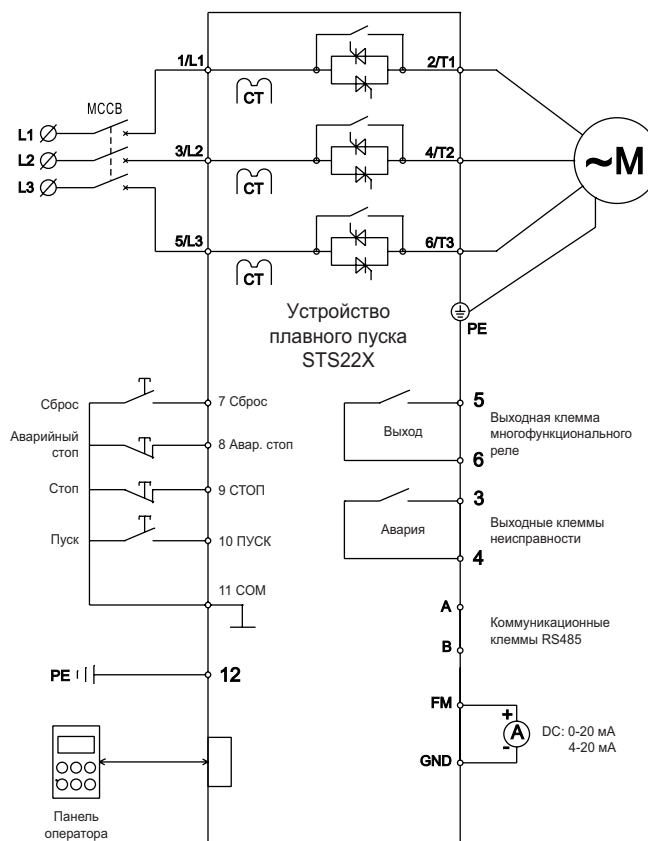 1/L1
2/T1
CT
MCCB
L1
L2
L3
3/L2
4/T2
CT
~M
5/L3
6/T3
CT
Устройство
плавного пуска
STS22X
PE
Сброс
7 Сброс
Аварийный
стоп
8 Авар. стоп
Стоп
9 СТОП
Пуск
10 ПУСК
11 COM
PE
12
Панель
оператора
5
Выход
6
Выходная клемма
многофункционального
реле
3
Авария
4
Выходные клеммы
неисправности
A
B
Коммуникационные
клеммы RS485
FM
+
A
-
GND
DC: 0-20 мА
4-20 мА